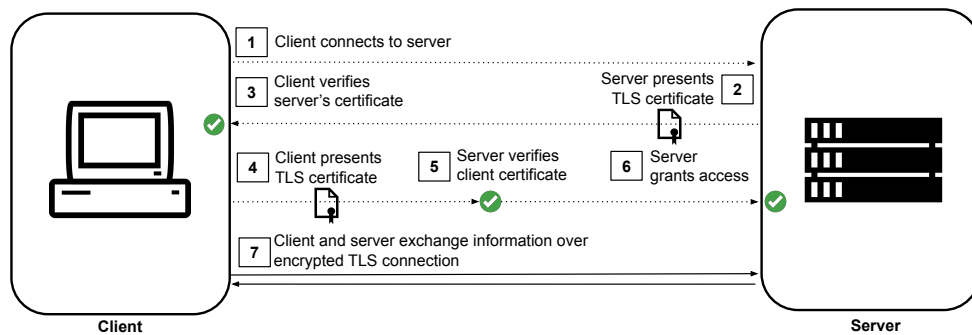 1 Client connects to server
3 Client verifies
server's certificate
Server presents 2
TLS certificate
4 Client presents
TLS certificate
5 Server verifies
client certificate
6 Server
grants access
7 Client and server exchange information over
encrypted TLS connection
Client
Server